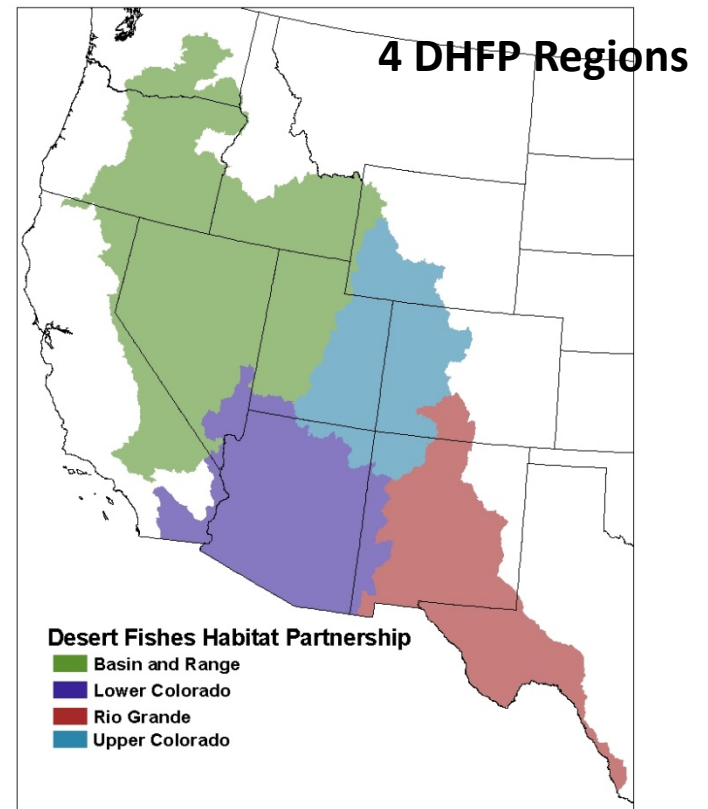 4 DHFP Regions
Desert Fishes Habitat Partnership
Basin and Range
Lower Colorado
Rio Grande
Upper Colorado